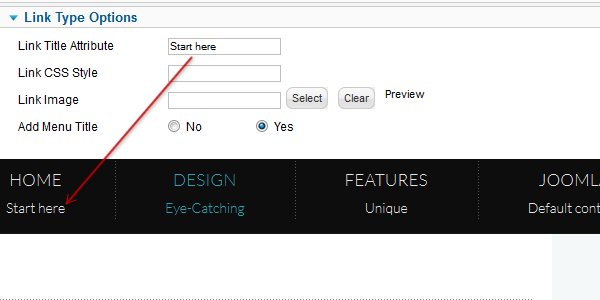 Link Type Options
Link Title Attribute Start here
Link CSS Style
Link Image Select Clear Preview
Add Menu Title No Yes
HOME DESIGN FEATURES JOOML
Start here Eye-Catching Unique Default cont